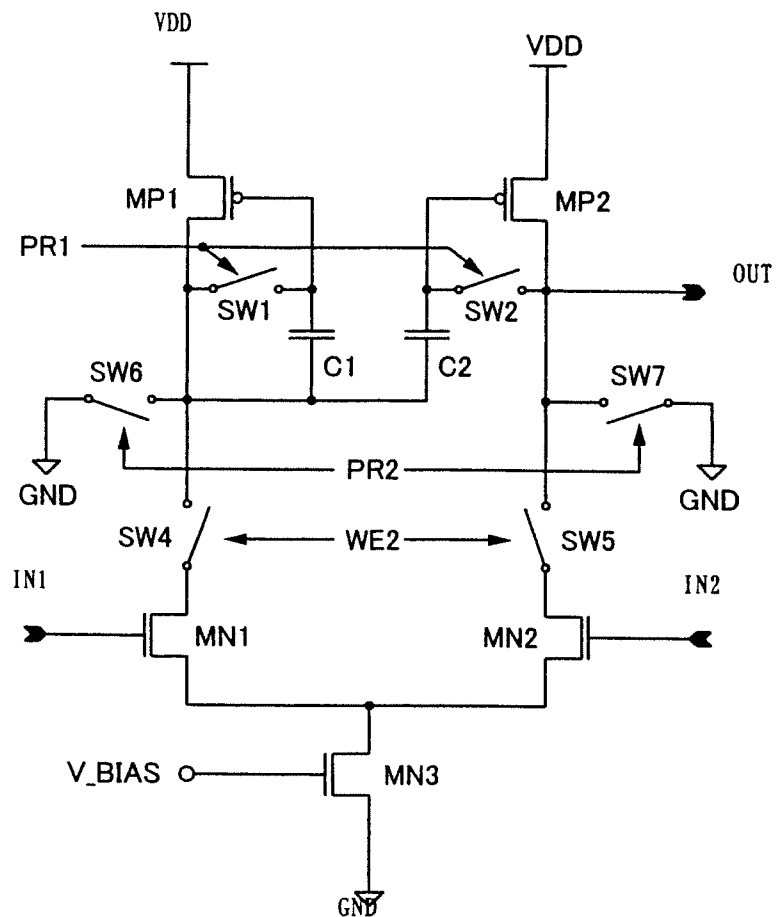 VDD
VDD
MP1
MP2
PR1
OUT
SW1
SW2
C1
C2
SW6
SW7
PR2
GND
GND
SW4
WE2
SW5
IN1
IN2
MN1
MN2
V_BIAS
MN3
GND